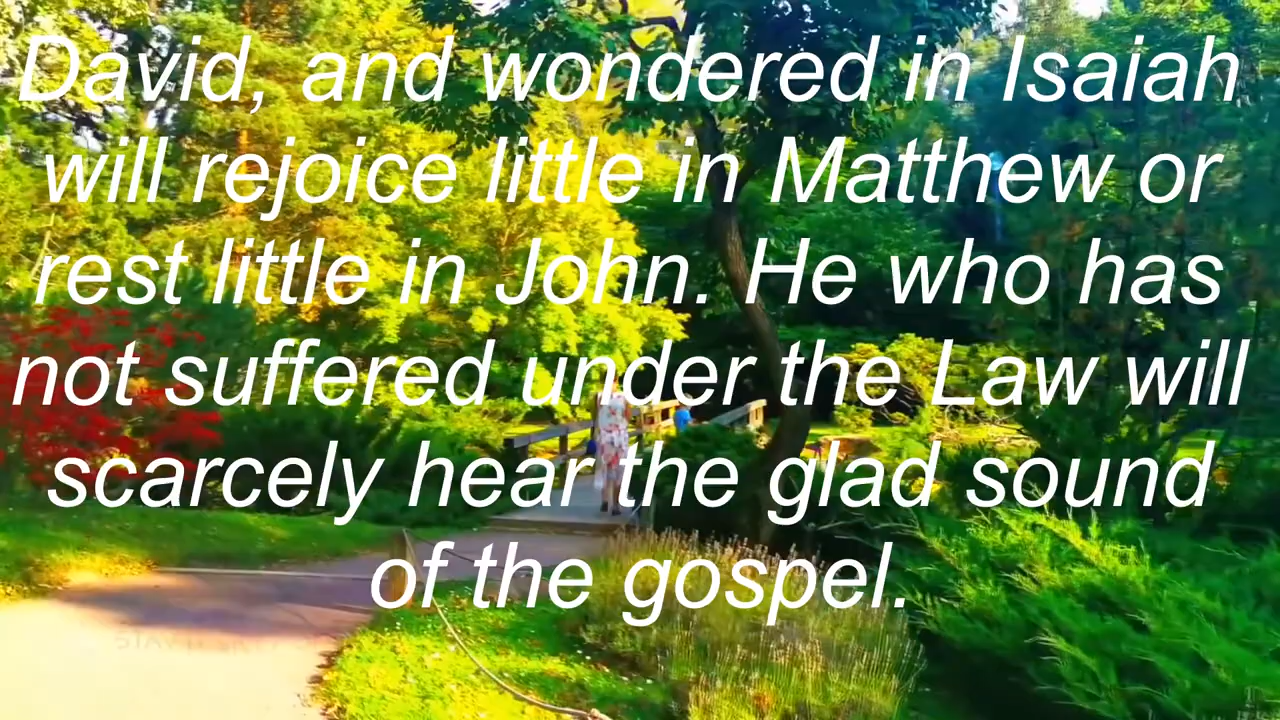 David, and wondered in Isaiah
will rejoice little in Matthew or
rest little in John. He who has
not suffered under the Law will
scarcely hear the glad sound
of the gospel.